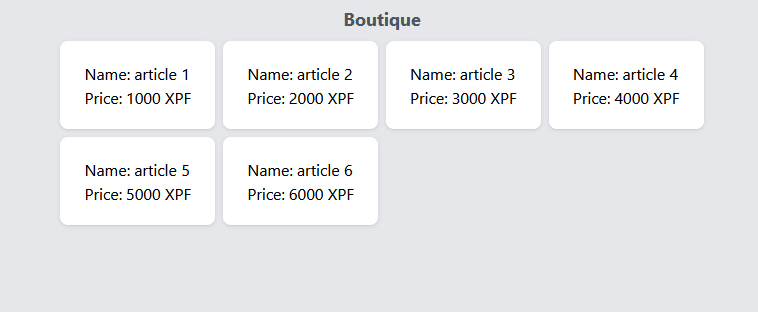 Boutique
Name: article 1
Price: 1000 XPF
Name: article 2
Price: 2000 XPF
Name: article 3
Price: 3000 XPF
Name: article 4
Price: 4000 XPF
Name: article 5
Price: 5000 XPF
Name: article 6
Price: 6000 XPF